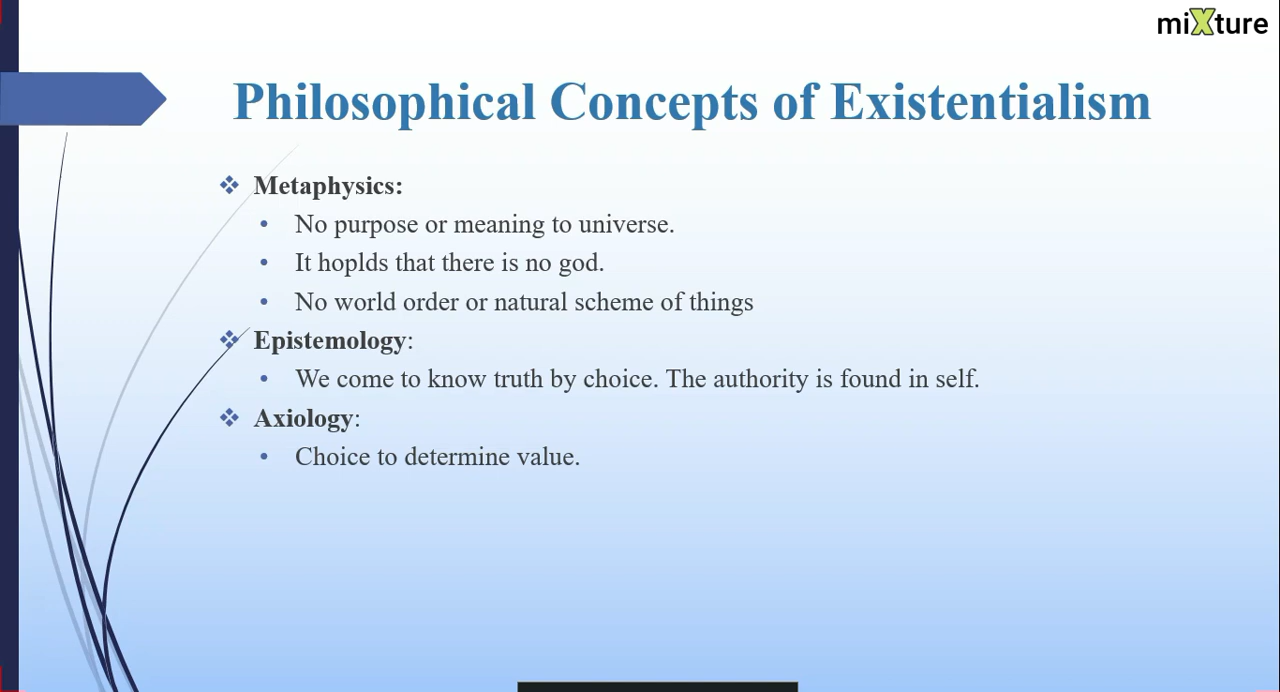 miXture
Philosophical Concepts of Existentialism
Metaphysics:
No purpose or meaning to universe.
It hoplds that there is no god.
No world order or natural scheme of things
Epistemology:
We come to know truth by choice. The authority is found in self.
Axiology:
Choice to determine value.